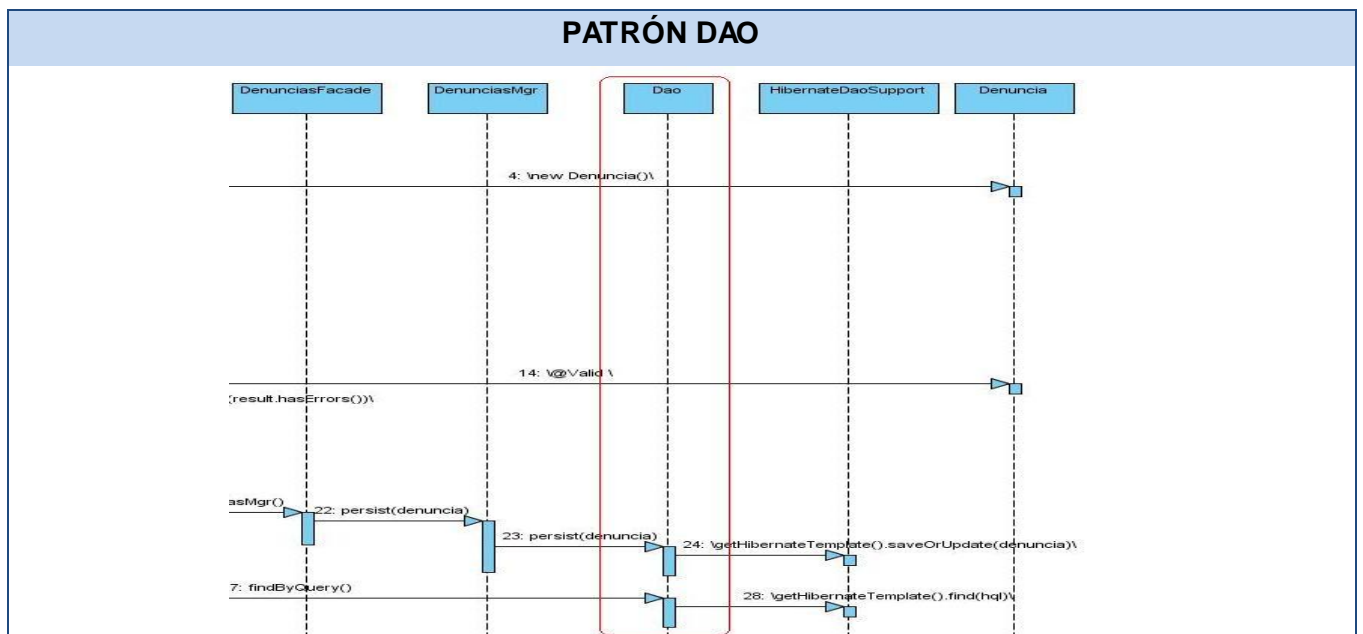 PATRÓN DAO
DenunciasFacade DenunciasMgr Dao HibernateDaoSupport Denuncia
4: \new Denuncia()\
14: \@Valid \
(result.hasErrors())\
asMgr()
22: persist(denuncia)
23: persist(denuncia)
24: \getHibernateTemplate().saveOrUpdate(denuncia)\
7: findByQuery()
28: \getHibernateTemplate().find(hql)\